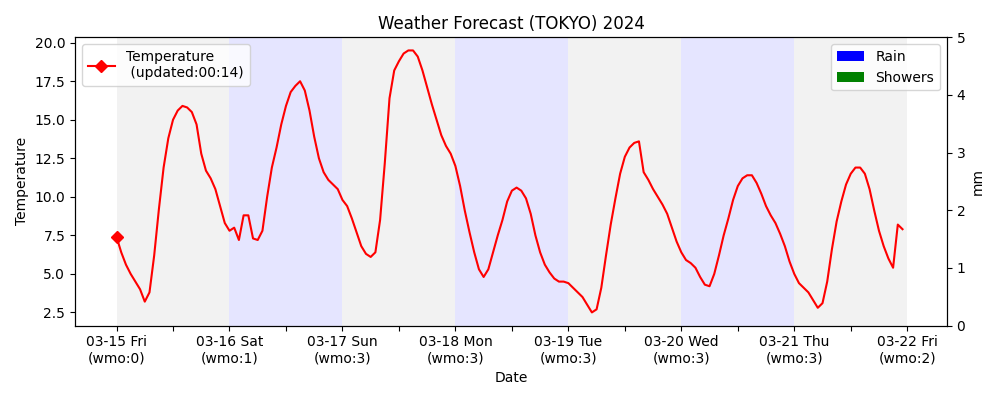 Weather Forecast (TOKYO) 2024
Temperature
(updated:00:14)
Rain
Showers
20.0
17.5
15.0
12.5
10.0
7.5
5.0
2.5
Temperature
5
4
3
2
1
0
mm
03-15 Fri
(wmo:0)
03-16 Sat
(wmo:1)
03-17 Sun
(wmo:3)
03-18 Mon
(wmo:3)
03-19 Tue
(wmo:3)
03-20 Wed
(wmo:3)
03-21 Thu
(wmo:3)
03-22 Fri
(wmo:2)
Date